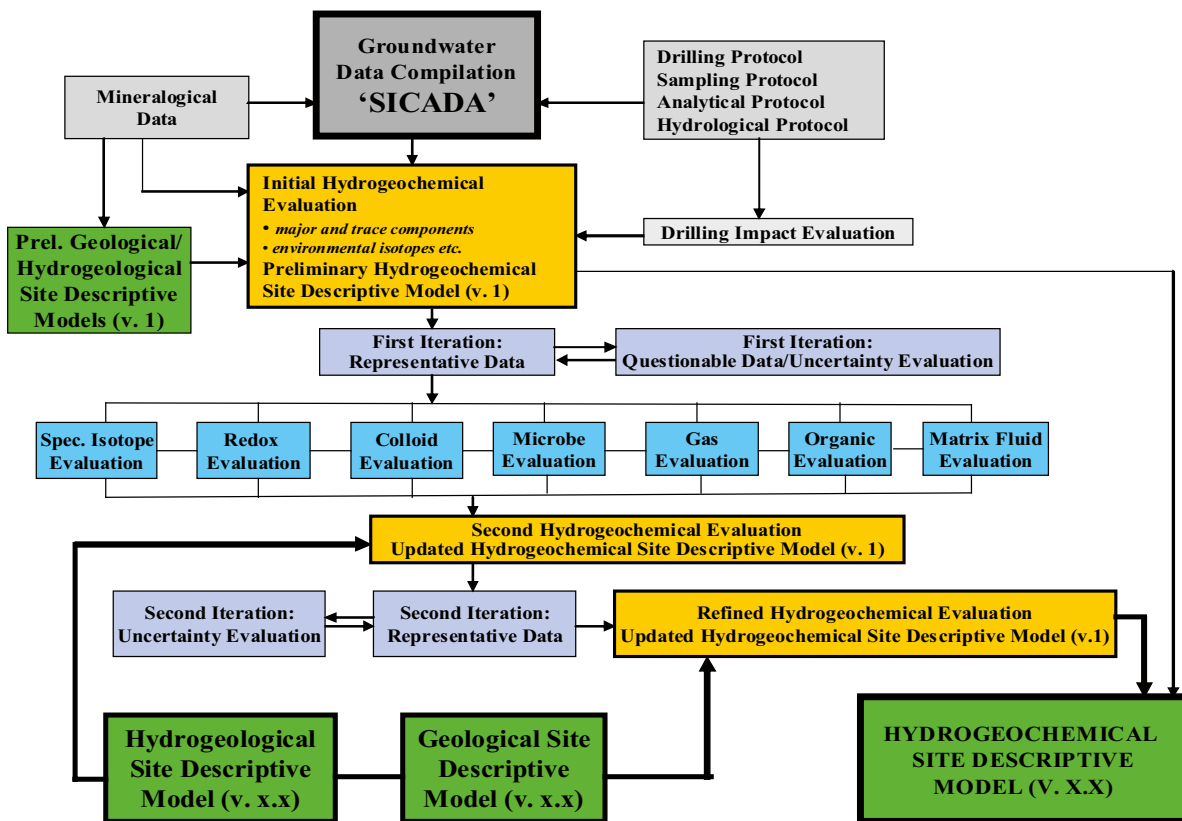 Groundwater
Data Compilation
‘SICADA’
Drilling Protocol
Sampling Protocol
Analytical Protocol
Hydrological Protocol
Mineralogical
Data
Initial Hydrogeochemical
Evaluation
• major and trace components
• environmental isotopes etc.
Preliminary Hydrogeochemical
Site Descriptive Model (v. 1)
Drilling Impact Evaluation
Prel. Geological/
Hydrogeological
Site Descriptive
Models (v. 1)
First Iteration:
Representative Data
First Iteration:
Questionable Data/Uncertainty Evaluation
Spec. Isotope
Evaluation
Redox
Evaluation
Colloid
Evaluation
Microbe
Evaluation
Gas
Evaluation
Organic
Evaluation
Matrix Fluid
Evaluation
Second Hydrogeochemical Evaluation
Updated Hydrogeochemical Site Descriptive Model (v. 1)
Second Iteration:
Uncertainty Evaluation
Second Iteration:
Representative Data
Refined Hydrogeochemical Evaluation
Updated Hydrogeochemical Site Descriptive Model (v.1)
Hydrogeological
Site Descriptive
Model (v. x.x)
Geological Site
Descriptive
Model (v. x.x)
HYDROGEOCHEMICAL
SITE DESCRIPTIVE
MODEL (V. X.X)